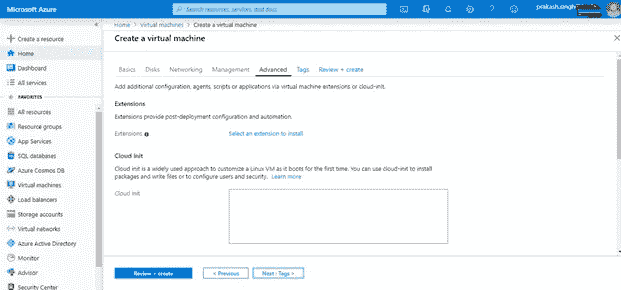 Microsoft Azure
Search resources, services, and docs
Home > Virtual machines > Create a virtual machine
Create a virtual machine
Create a resource
Home
Dashboard
All services
FAVORITES
All resources
Resource groups
App Services
SQL databases
Azure Cosmos DB
Virtual machines
Load balancers
Storage accounts
Virtual networks
Azure Active Directory
Monitor
Advisor
Security Center
Basics Disks Networking Management Advanced Tags Review + create
Add additional configuration, agents, scripts or applications via virtual machine extensions or cloud-init.
Extensions
Extensions provide post-deployment configuration and automation.
Extensions Select an extension to install
Cloud init
Cloud init is a widely used approach to customize a Linux VM as it boots for the first time. You can use cloud-init to install
packages and write files or to configure users and security. Learn more
Cloud init
Review + create < Previous Next : Tags >